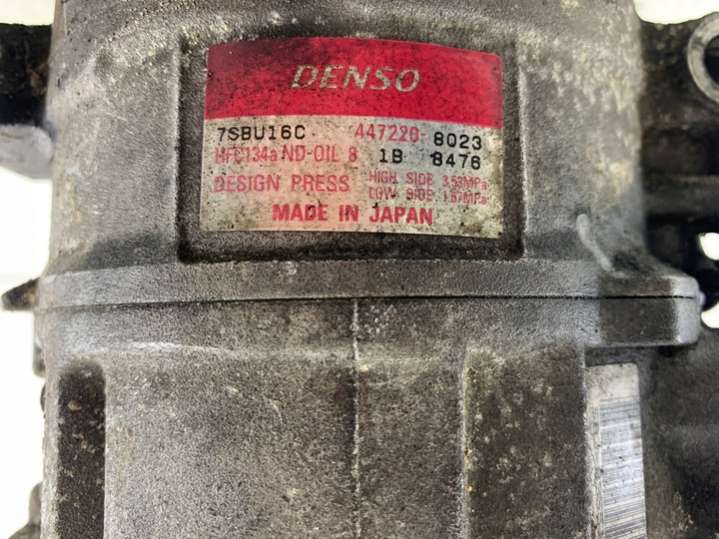 DENSO
7SBU16C 447220-8023
HFC134a ND-OIL 8 1B 8476
DESIGN PRESS HIGH SIDE 3.53MPa
LOW SIDE 1.67MPa
MADE IN JAPAN